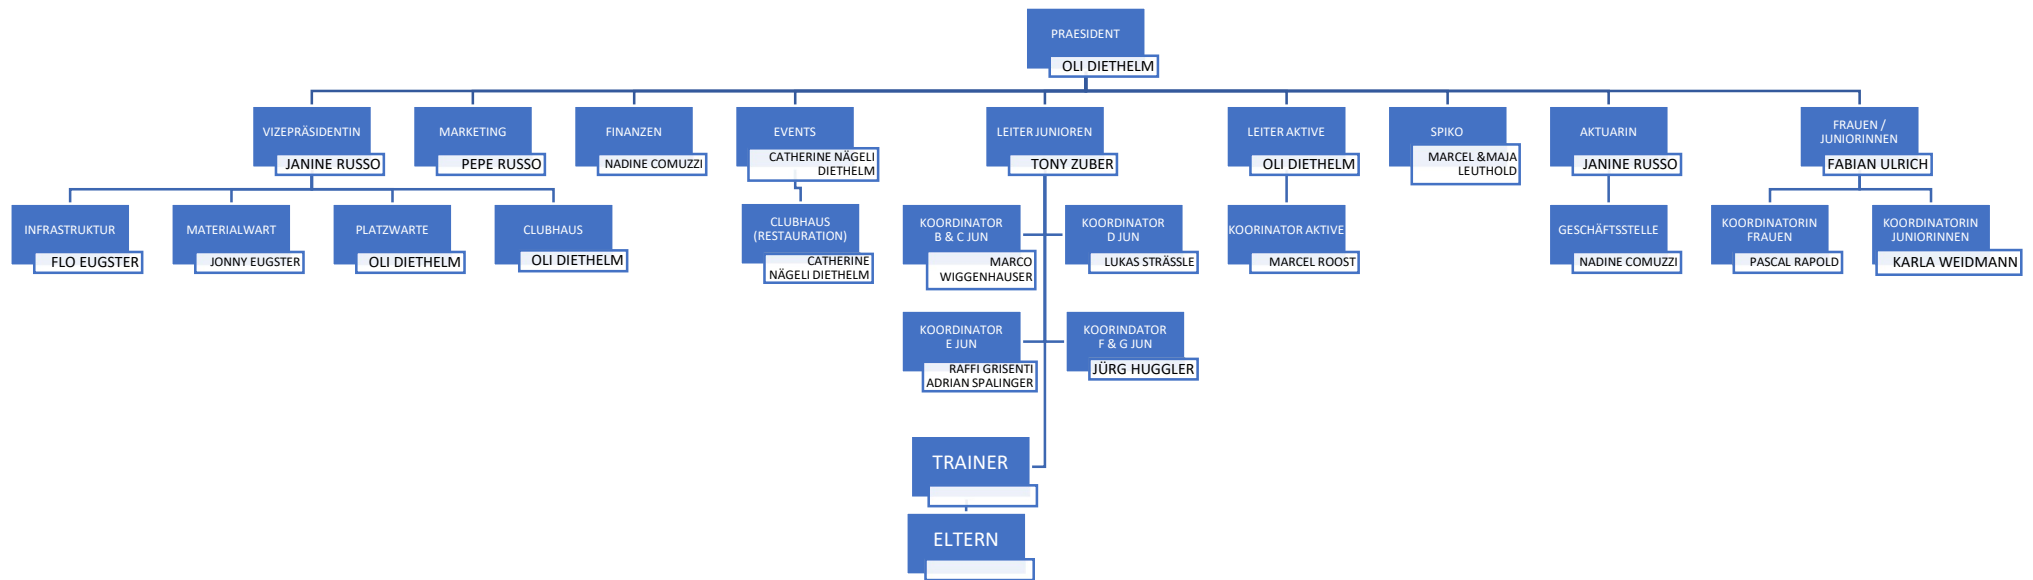 PRAESIDENT
OLI DIETHELM
VIZEPRÄSIDENTIN
JANINE RUSSO
MARKETING
PEPE RUSSO
FINANZEN
NADINE COMUZZI
EVENTS
CATHERINE NÄGELI
DIETHELM
LEITER JUNIOREN
TONY ZUBER
LEITER AKTIVE
OLI DIETHELM
SPIKO
MARCEL &MAJA
LEUTHOLD
AKTUARIN
JANINE RUSSO
FRAUEN /
JUNIORINNEN
FABIAN ULRICH
INFRASTRUKTUR
FLO EUGSTER
MATERIALWART
JONNY EUGSTER
PLATZWARTE
OLI DIETHELM
CLUBHAUS
OLI DIETHELM
CLUBHAUS
(RESTAURATION)
CATHERINE
NÄGELI DIETHELM
KOORDINATOR
B & C JUN
MARCO
WIGGENHAUSER
KOORDINATOR
D JUN
LUKAS STRÄSSLE
KOORINATOR AKTIVE
MARCEL ROOST
GESCHÄFTSSTELLE
NADINE COMUZZI
KOORDINATORIN
FRAUEN
PASCAL RAPOLD
KOORDINATORIN
JUNIORINNEN
KARLA WEIDMANN
KOORDINATOR
E JUN
RAFFI GRISENTI
ADRIAN SPALINGER
KOORINDATOR
F & G JUN
JÜRG HUGGLER
TRAINER
ELTERN